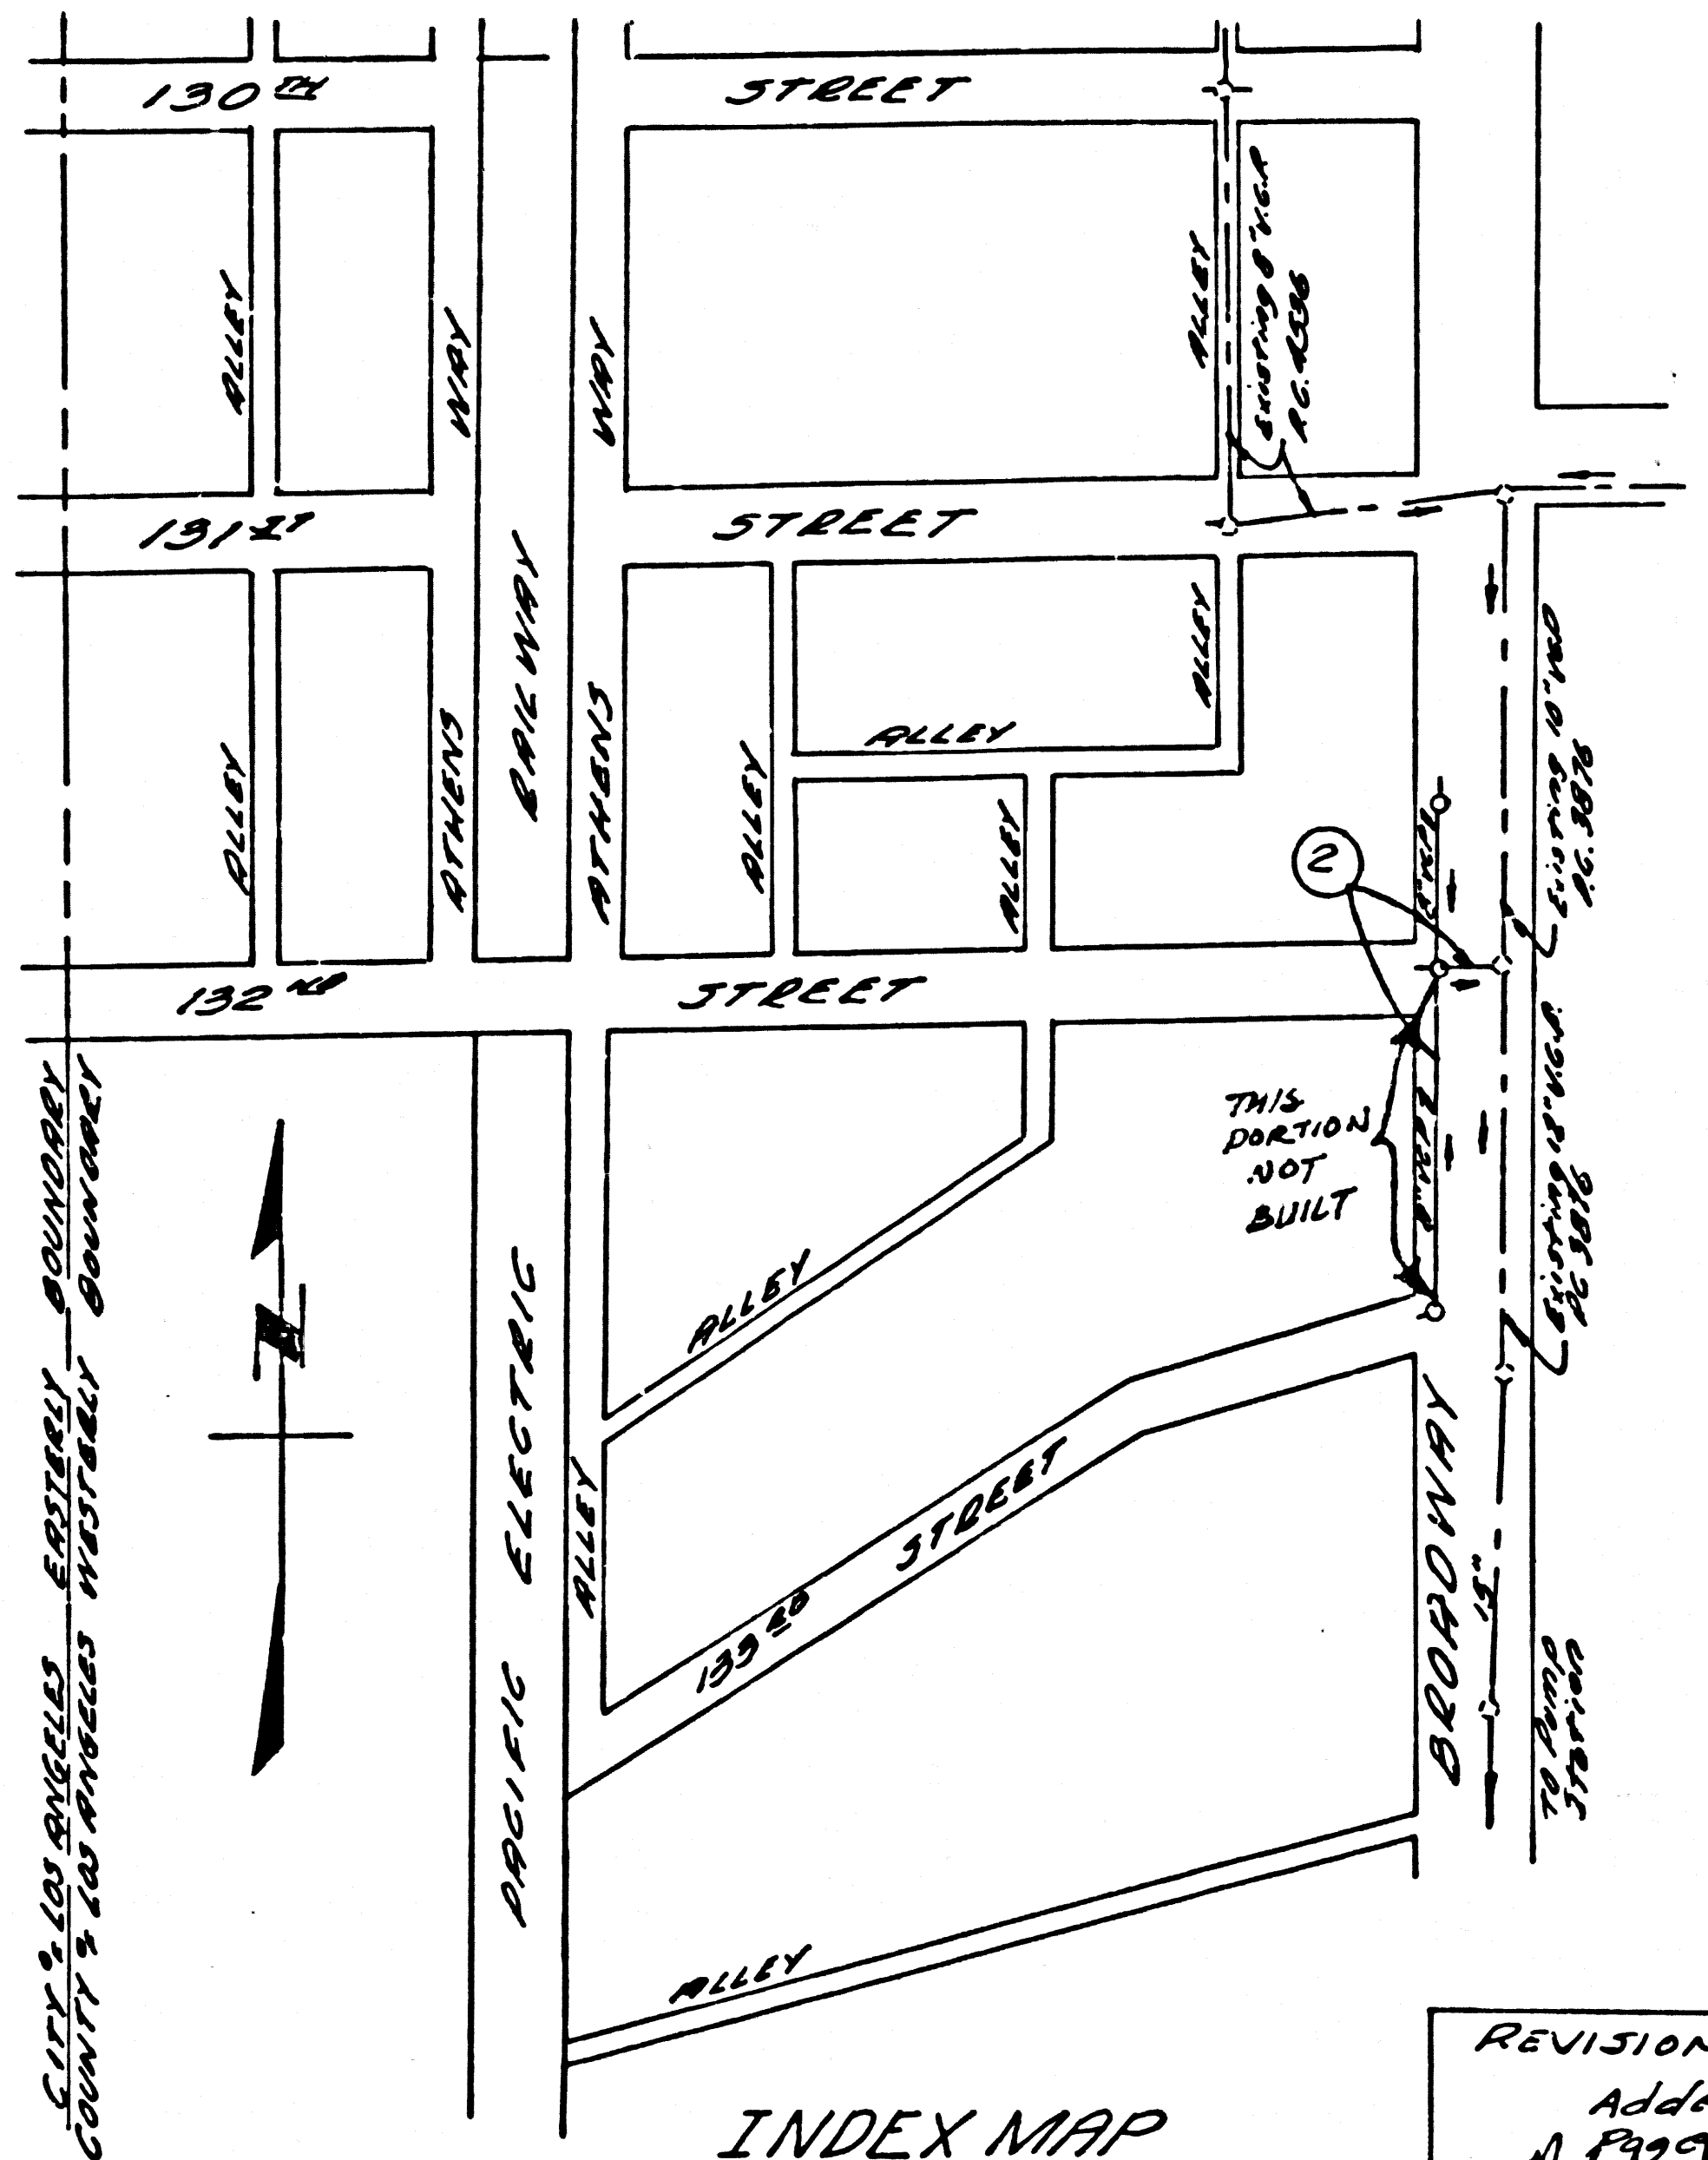 130TH STREET
ALLEY
WAY
WAY
ALLEY
EXISTING 8" V.C.P.
131ST STREET
ALLEY
ATHENS
RAILWAY
ATHENS
ALLEY
ALLEY
ALLEY
ALLEY
2
EXISTING 10"
P.C. 3876
132ND STREET
8" V.C.P.
THIS
PORTION
NOT
BUILT
EXISTING 18" V.C.P.
P.C. 3876
ALLEY
ALLEY
133RD STREET
PACIFIC ELECTRIC
BROADWAY
15"
TO PUMP
STATION
ALLEY
CITY OF LOS ANGELES EASTERLY BOUNDARY
COUNTY OF LOS ANGELES WESTERLY BOUNDARY
N
INDEX MAP
REVISION